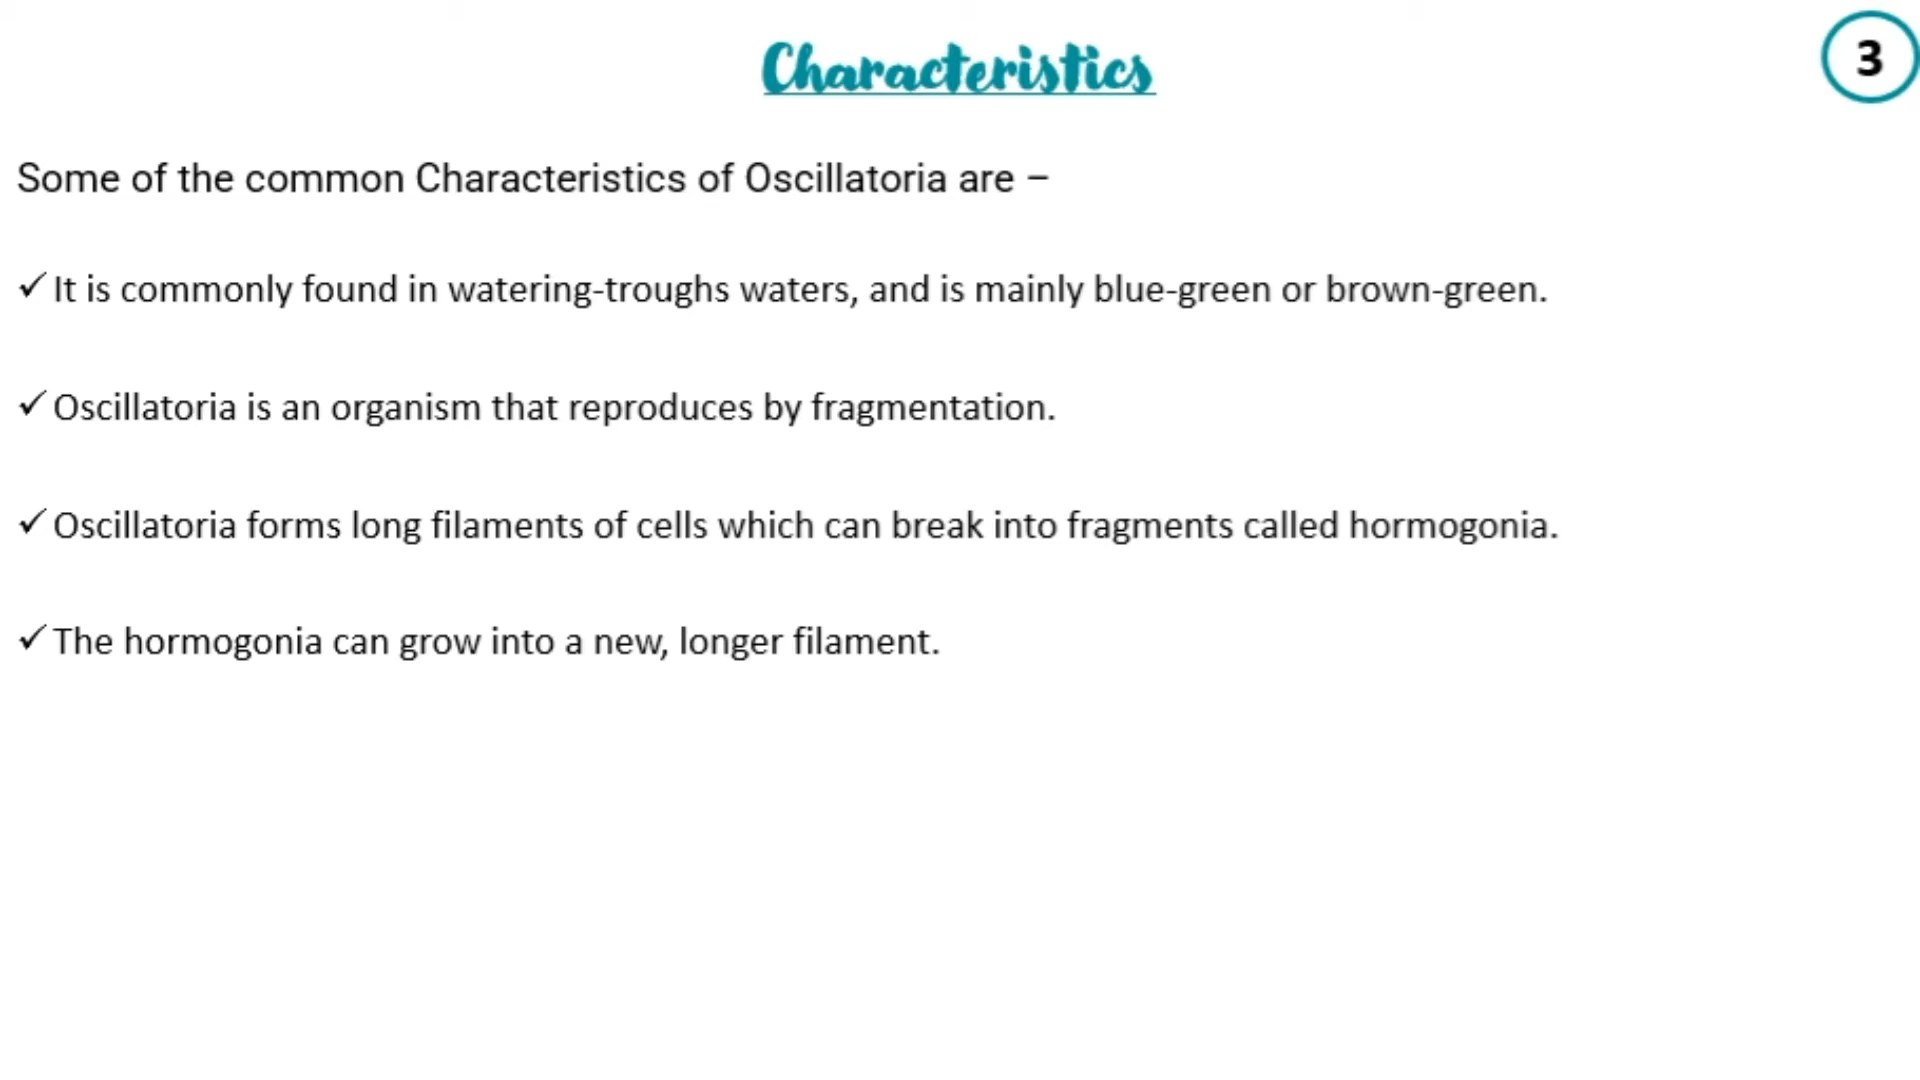 Characteristics
3
Some of the common Characteristics of Oscillatoria are –
✓ It is commonly found in watering-troughs waters, and is mainly blue-green or brown-green.
✓ Oscillatoria is an organism that reproduces by fragmentation.
✓ Oscillatoria forms long filaments of cells which can break into fragments called hormogonia.
✓ The hormogonia can grow into a new, longer filament.